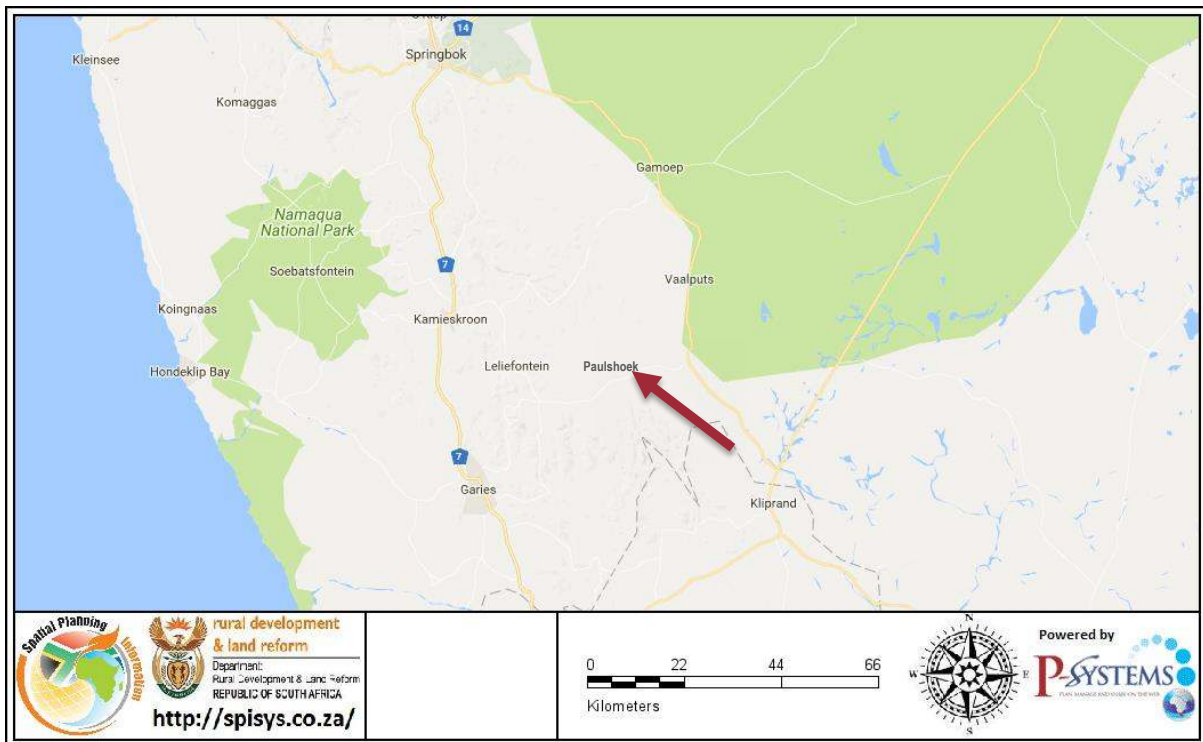 14
Springbok
Kleinsee
Komaggas
Gamoep
Namaqua
National Park
Soebatsfontein
7
Vaalputs
Koingnaas
Kamieskroon
Leliefontein
Paulshoek
Hondeklip Bay
7
Garies
Kliprand
Spatial Planning
Information
rural development
& land reform
Department:
Rural Development & Land Reform
REPUBLIC OF SOUTH AFRICA
http://spisys.co.za/
0 22 44 66
Kilometers
N
W
E
S
Powered by
P-SYSTEMS